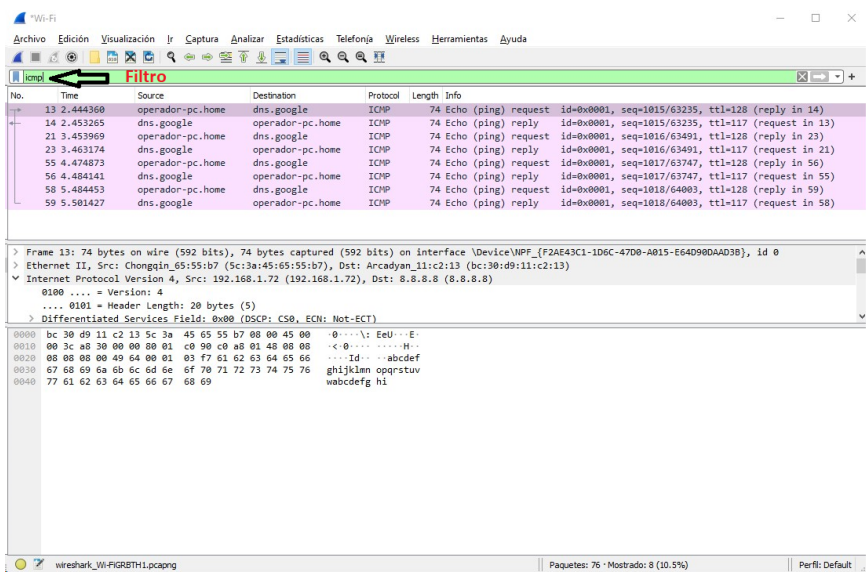 *Wi-Fi
Archivo Edición Visualización Ir Captura Analizar Estadísticas Telefonía Wireless Herramientas Ayuda
icmp Filtro
No. Time Source Destination Protocol Length Info
13 2.444360 operador-pc.home dns.google ICMP 74 Echo (ping) request id=0x0001, seq=1015/63235, ttl=128 (reply in 14)
14 2.453265 dns.google operador-pc.home ICMP 74 Echo (ping) reply id=0x0001, seq=1015/63235, ttl=117 (request in 13)
21 3.453969 operador-pc.home dns.google ICMP 74 Echo (ping) request id=0x0001, seq=1016/63491, ttl=128 (reply in 23)
23 3.463174 dns.google operador-pc.home ICMP 74 Echo (ping) reply id=0x0001, seq=1016/63491, ttl=117 (request in 21)
55 4.474873 operador-pc.home dns.google ICMP 74 Echo (ping) request id=0x0001, seq=1017/63747, ttl=128 (reply in 56)
56 4.484141 dns.google operador-pc.home ICMP 74 Echo (ping) reply id=0x0001, seq=1017/63747, ttl=117 (request in 55)
58 5.484453 operador-pc.home dns.google ICMP 74 Echo (ping) request id=0x0001, seq=1018/64003, ttl=128 (reply in 59)
59 5.501427 dns.google operador-pc.home ICMP 74 Echo (ping) reply id=0x0001, seq=1018/64003, ttl=117 (request in 58)
Frame 13: 74 bytes on wire (592 bits), 74 bytes captured (592 bits) on interface \Device\NPF_{F2AE43C1-1D6C-47D0-A015-E64D90DAAD3B}, id 0
Ethernet II, Src: Chongqin_65:55:b7 (5c:3a:45:65:55:b7), Dst: Arcadyan_11:c2:13 (bc:30:d9:11:c2:13)
Internet Protocol Version 4, Src: 192.168.1.72 (192.168.1.72), Dst: 8.8.8.8 (8.8.8.8)
0100 .... = Version: 4
.... 0101 = Header Length: 20 bytes (5)
Differentiated Services Field: 0x00 (DSCP: CS0, ECN: Not-ECT)
0000 bc 30 d9 11 c2 13 5c 3a 45 65 55 b7 08 00 45 00 ·0····\: EeU···E·
0010 00 3c a8 30 00 00 80 01 c0 90 c0 a8 01 48 08 08 ·<·0···· ·····H··
0020 08 08 08 00 49 64 00 01 03 f7 61 62 63 64 65 66 ····Id·· ··abcdef
0030 67 68 69 6a 6b 6c 6d 6e 6f 70 71 72 73 74 75 76 ghijklmn opqrstuv
0040 77 61 62 63 64 65 66 67 68 69 wabcdefg hi
wireshark_Wi-FiGRBTH1.pcapng Paquetes: 76 · Mostrado: 8 (10.5%) Perfil: Default